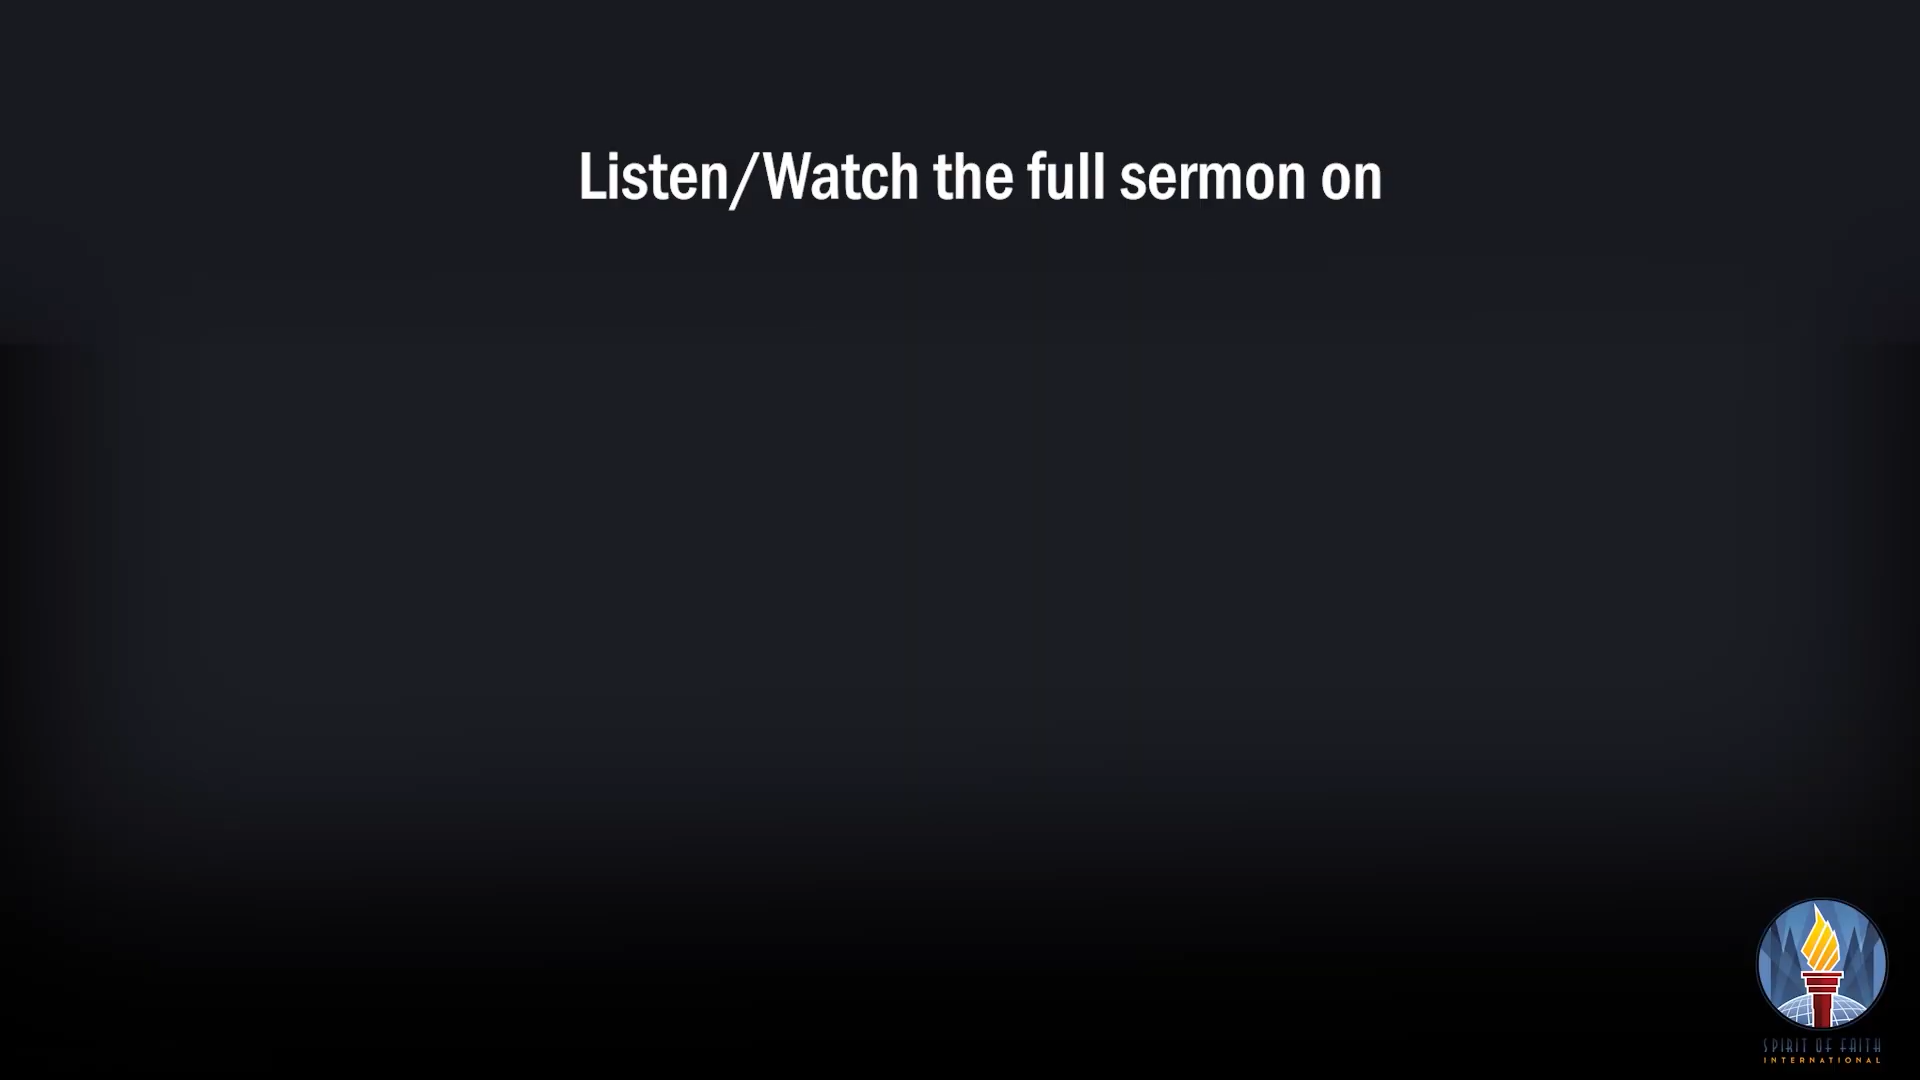 Listen/Watch the full sermon on
SPIRIT OF FAITH
INTERNATIONAL